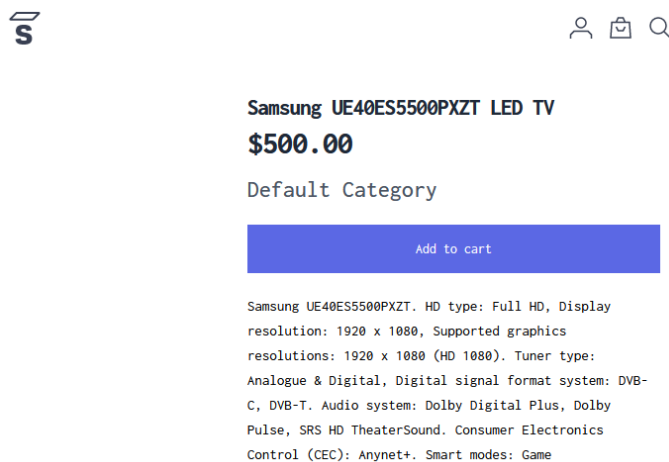 S
Samsung UE40ES5500PXZT LED TV
$500.00
Default Category
Add to cart
Samsung UE40ES5500PXZT. HD type: Full HD, Display
resolution: 1920 x 1080, Supported graphics
resolutions: 1920 x 1080 (HD 1080). Tuner type:
Analogue & Digital, Digital signal format system: DVB-
C, DVB-T. Audio system: Dolby Digital Plus, Dolby
Pulse, SRS HD TheaterSound. Consumer Electronics
Control (CEC): Anynet+. Smart modes: Game